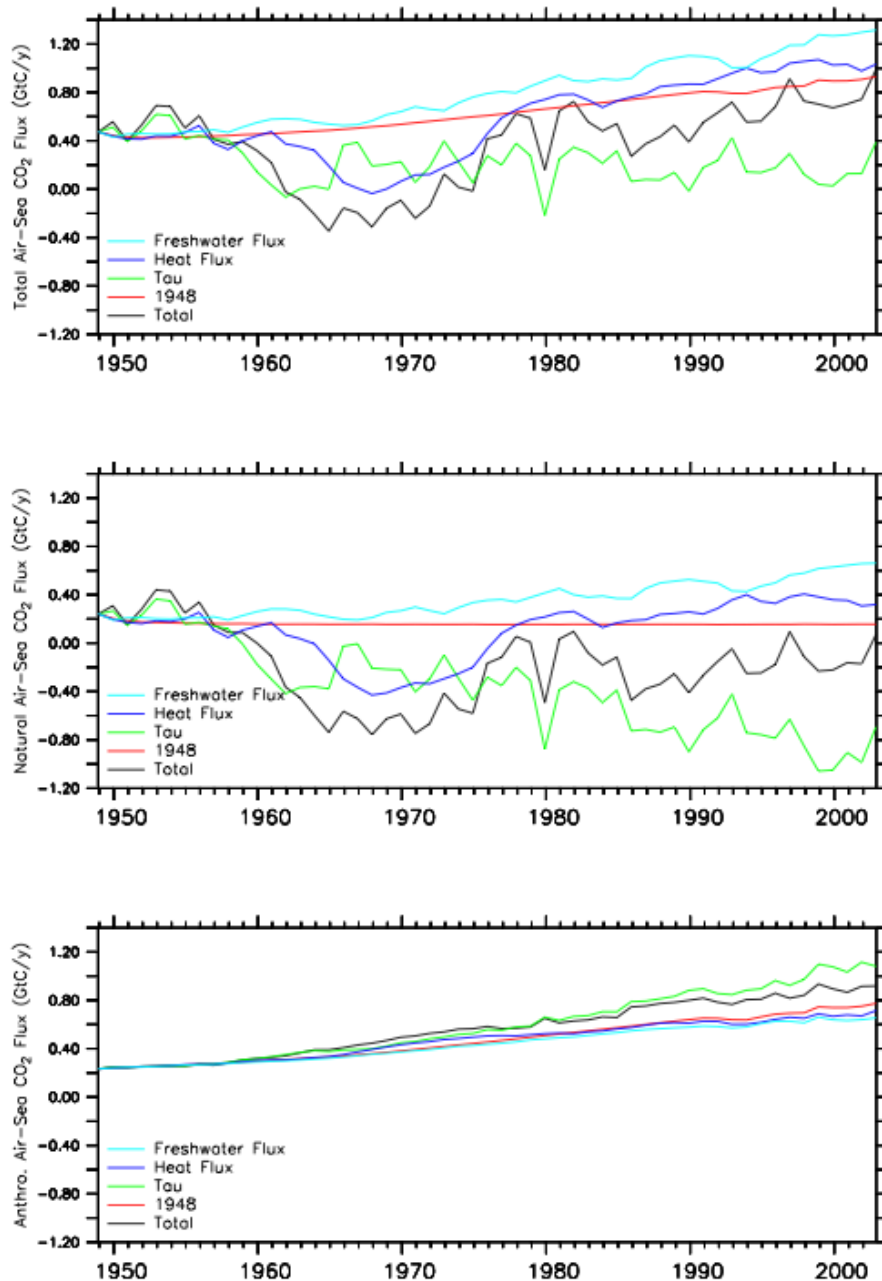 Total Air-Sea CO2 Flux (GtC/y)
1.20
0.80
0.40
0.00
-0.40
-0.80
-1.20
Freshwater Flux
Heat Flux
Tau
1948
Total
1950 1960 1970 1980 1990 2000
Natural Air-Sea CO2 Flux (GtC/y)
1.20
0.80
0.40
0.00
-0.40
-0.80
-1.20
Freshwater Flux
Heat Flux
Tau
1948
Total
1950 1960 1970 1980 1990 2000
Anthro. Air-Sea CO2 Flux (GtC/y)
1.20
0.80
0.40
0.00
-0.40
-0.80
-1.20
Freshwater Flux
Heat Flux
Tau
1948
Total
1950 1960 1970 1980 1990 2000